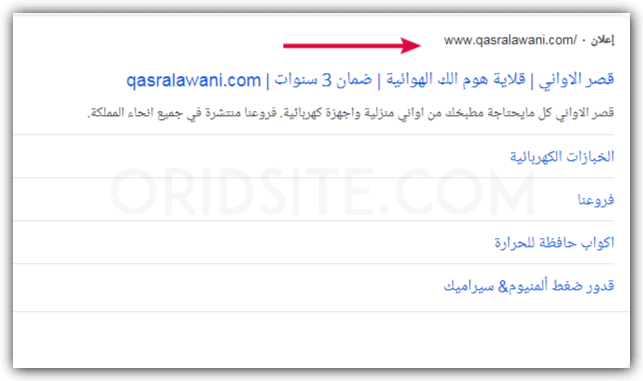 إعلان · www.qasralawani.com/
قصر الاواني | قلاية هوم الك الهوائية | ضمان 3 سنوات | qasralawani.com
قصر الاواني كل مايحتاجة مطبخك من اواني منزلية واجهزة كهربائية. فروعنا منتشرة في جميع انحاء المملكة.
الخبازات الكهربائية
فروعنا
ORIDSITE.COM
اكواب حافظة للحرارة
قدور ضغط ألمنيوم& سيراميك